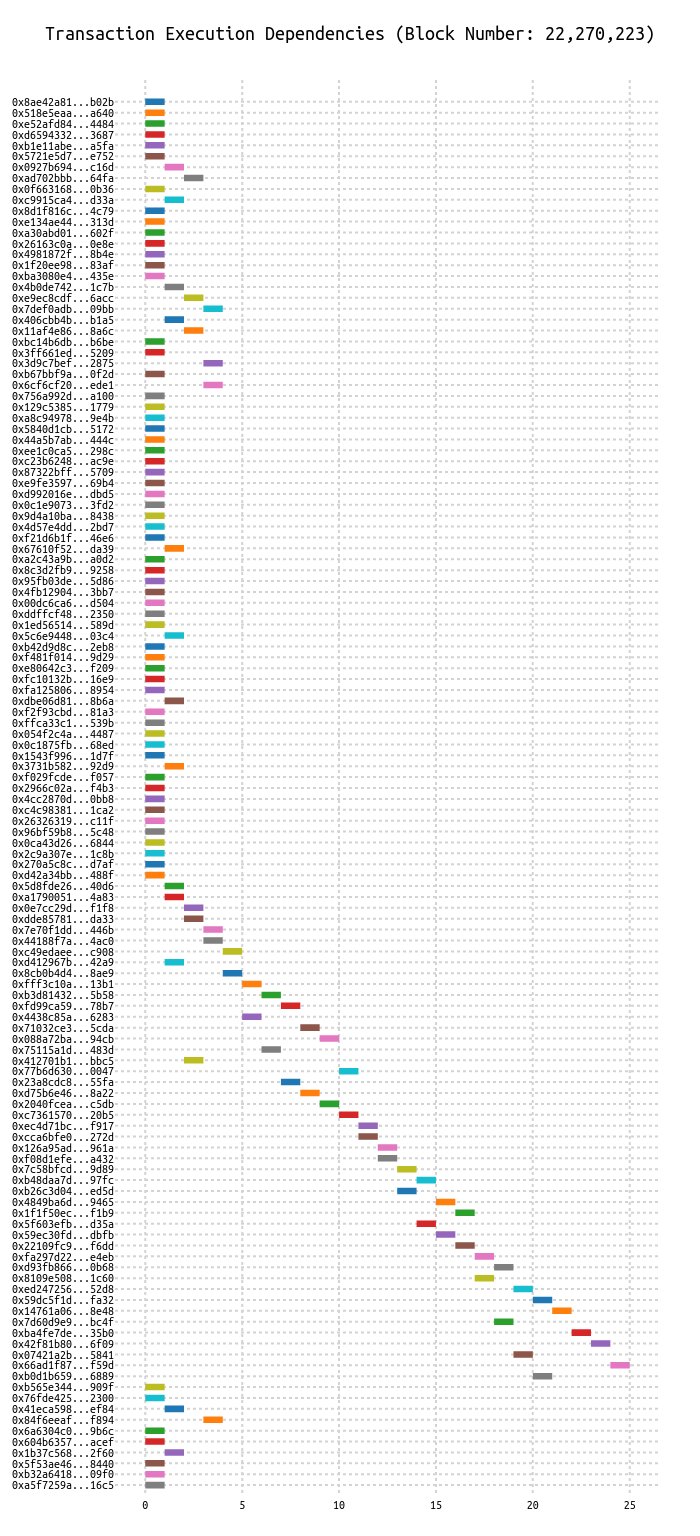 Transaction Execution Dependencies (Block Number: 22,270,223)
0x8ae42a81...b02b
0x518e5eaa...a640
0xe52afd84...4484
0xd6594332...3687
0xb1e11abe...a5fa
0x5721e5d7...e752
0x0927b694...c16d
0xad702bbb...64fa
0x0f663168...0b36
0xc9915ca4...d33a
0x8d1f816c...4c79
0xe134ae44...313d
0xa30abd01...602f
0x26163c0a...0e8e
0x4981872f...8b4e
0x1f20ee98...83af
0xba3080e4...435e
0x4b0de742...1c7b
0xe9ec8cdf...6acc
0x7def0adb...09bb
0x406cbb4b...b1a5
0x11af4e86...8a6c
0xbc14b6db...b6be
0x3ff661ed...5209
0x3d9c7bef...2875
0xb67bbf9a...0f2d
0x6cf6cf20...ede1
0x756a992d...a100
0x129c5385...1779
0xa8c94978...9e4b
0x5840d1cb...5172
0x44a5b7ab...444c
0xee1c0ca5...298c
0xc23b6248...ac9e
0x87322bff...5709
0xe9fe3597...69b4
0xd992016e...dbd5
0x0c1e9073...3fd2
0x9d4a10ba...8438
0x4d57e4dd...2bd7
0xf21d6b1f...46e6
0x67610f52...da39
0xa2c43a9b...a0d2
0x8c3d2fb9...9258
0x95fb03de...5d86
0x4fb12904...3bb7
0x00dc6ca6...d504
0xddffcf48...2350
0x1ed56514...589d
0x5c6e9448...03c4
0xb42d9d8c...2eb8
0xf481f014...9d29
0xe80642c3...f209
0xfc10132b...16e9
0xfa125806...8954
0xdbe06d81...8b6a
0xf2f93cbd...81a3
0xffca33c1...539b
0x054f2c4a...4487
0x0c1875fb...68ed
0x1543f996...1d7f
0x3731b582...92d9
0xf029fcde...f057
0x2966c02a...f4b3
0x4cc2870d...0bb8
0xc4c98381...1ca2
0x26326319...c11f
0x96bf59b8...5c48
0x0ca43d26...6844
0x2c9a307e...1c8b
0x270a5c8c...d7af
0xd42a34bb...488f
0x5d8fde26...40d6
0xa1790051...4a83
0x0e7cc29d...f1f8
0xdde85781...da33
0x7e70f1dd...446b
0x44188f7a...4ac0
0xc49edaee...c908
0xd412967b...42a9
0x8cb0b4d4...8ae9
0xfff3c10a...13b1
0xb3d81432...5b58
0xfd99ca59...78b7
0x4438c85a...6283
0x71032ce3...5cda
0x088a72ba...94cb
0x75115a1d...483d
0x412701b1...bbc5
0x77b6d630...0047
0x23a8cdc8...55fa
0xd75b6e46...8a22
0x2040fcea...c5db
0xc7361570...20b5
0xec4d71bc...f917
0xcca6bfe0...272d
0x126a95ad...961a
0xf08d1efe...a432
0x7c58bfcd...9d89
0xb48daa7d...97fc
0xb26c3d04...ed5d
0x4849ba6d...9465
0x1f1f50ec...f1b9
0x5f603efb...d35a
0x59ec30fd...dbfb
0x22109fc9...f6dd
0xfa297d22...e4eb
0xd93fb866...0b68
0x8109e508...1c60
0xed247256...52d8
0x59dc5f1d...fa32
0x14761a06...8e48
0x7d60d9e9...bc4f
0xba4fe7de...35b0
0x42f81b80...6f09
0x07421a2b...5841
0x66ad1f87...f59d
0xb0d1b659...6889
0xb565e344...909f
0x76fde425...2300
0x41eca598...ef84
0x84f6eeaf...f894
0x6a6304c0...9b6c
0x604b6357...acef
0x1b37c568...2f60
0x5f53ae46...8440
0xb32a6418...09f0
0xa5f7259a...16c5
0 5 10 15 20 25